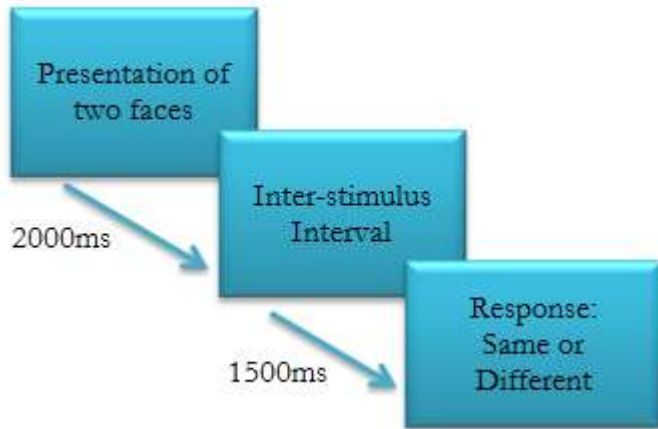 Presentation of
two faces
2000ms
Inter-stimulus
Interval
1500ms
Response:
Same or
Different